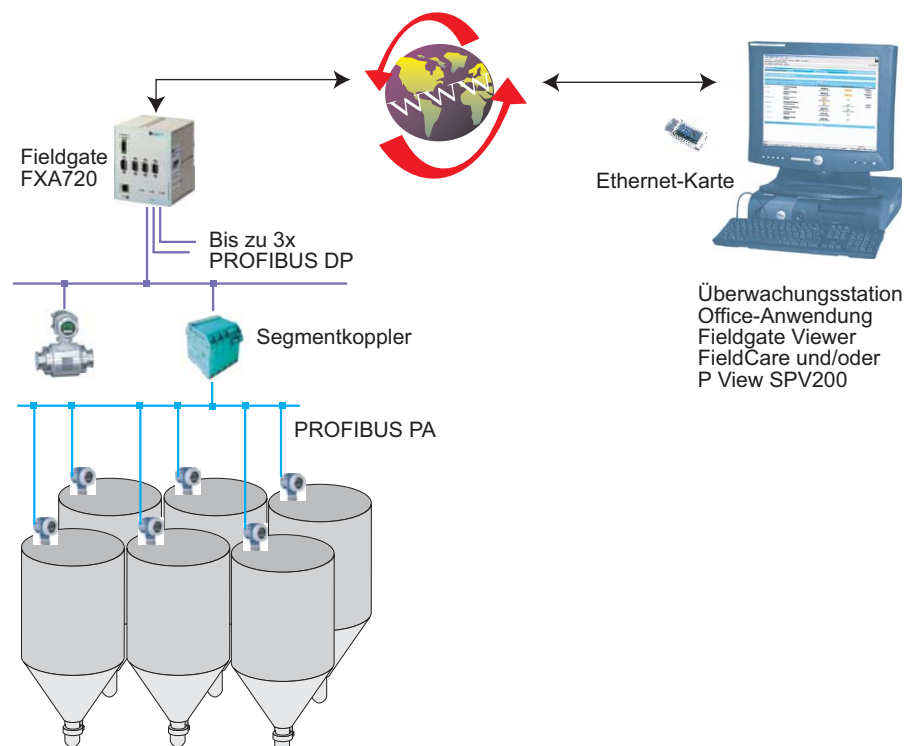 WWW
Fieldgate
FXA720
Ethernet-Karte
Bis zu 3x
PROFIBUS DP
Überwachungsstation
Office-Anwendung
Fieldgate Viewer
FieldCare und/oder
P View SPV200
Segmentkoppler
PROFIBUS PA